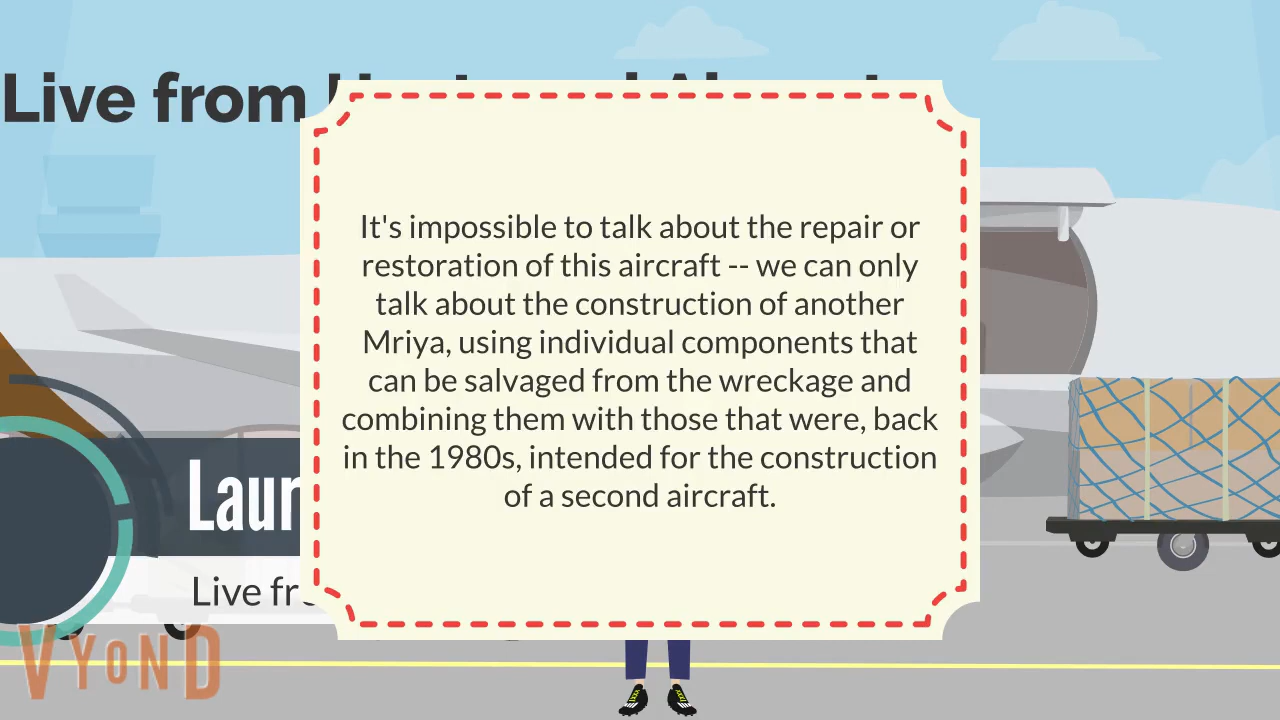 Live from
It's impossible to talk about the repair or
restoration of this aircraft -- we can only
talk about the construction of another
Mriya, using individual components that
can be salvaged from the wreckage and
combining them with those that were, back
in the 1980s, intended for the construction
of a second aircraft.
Live
VYOND